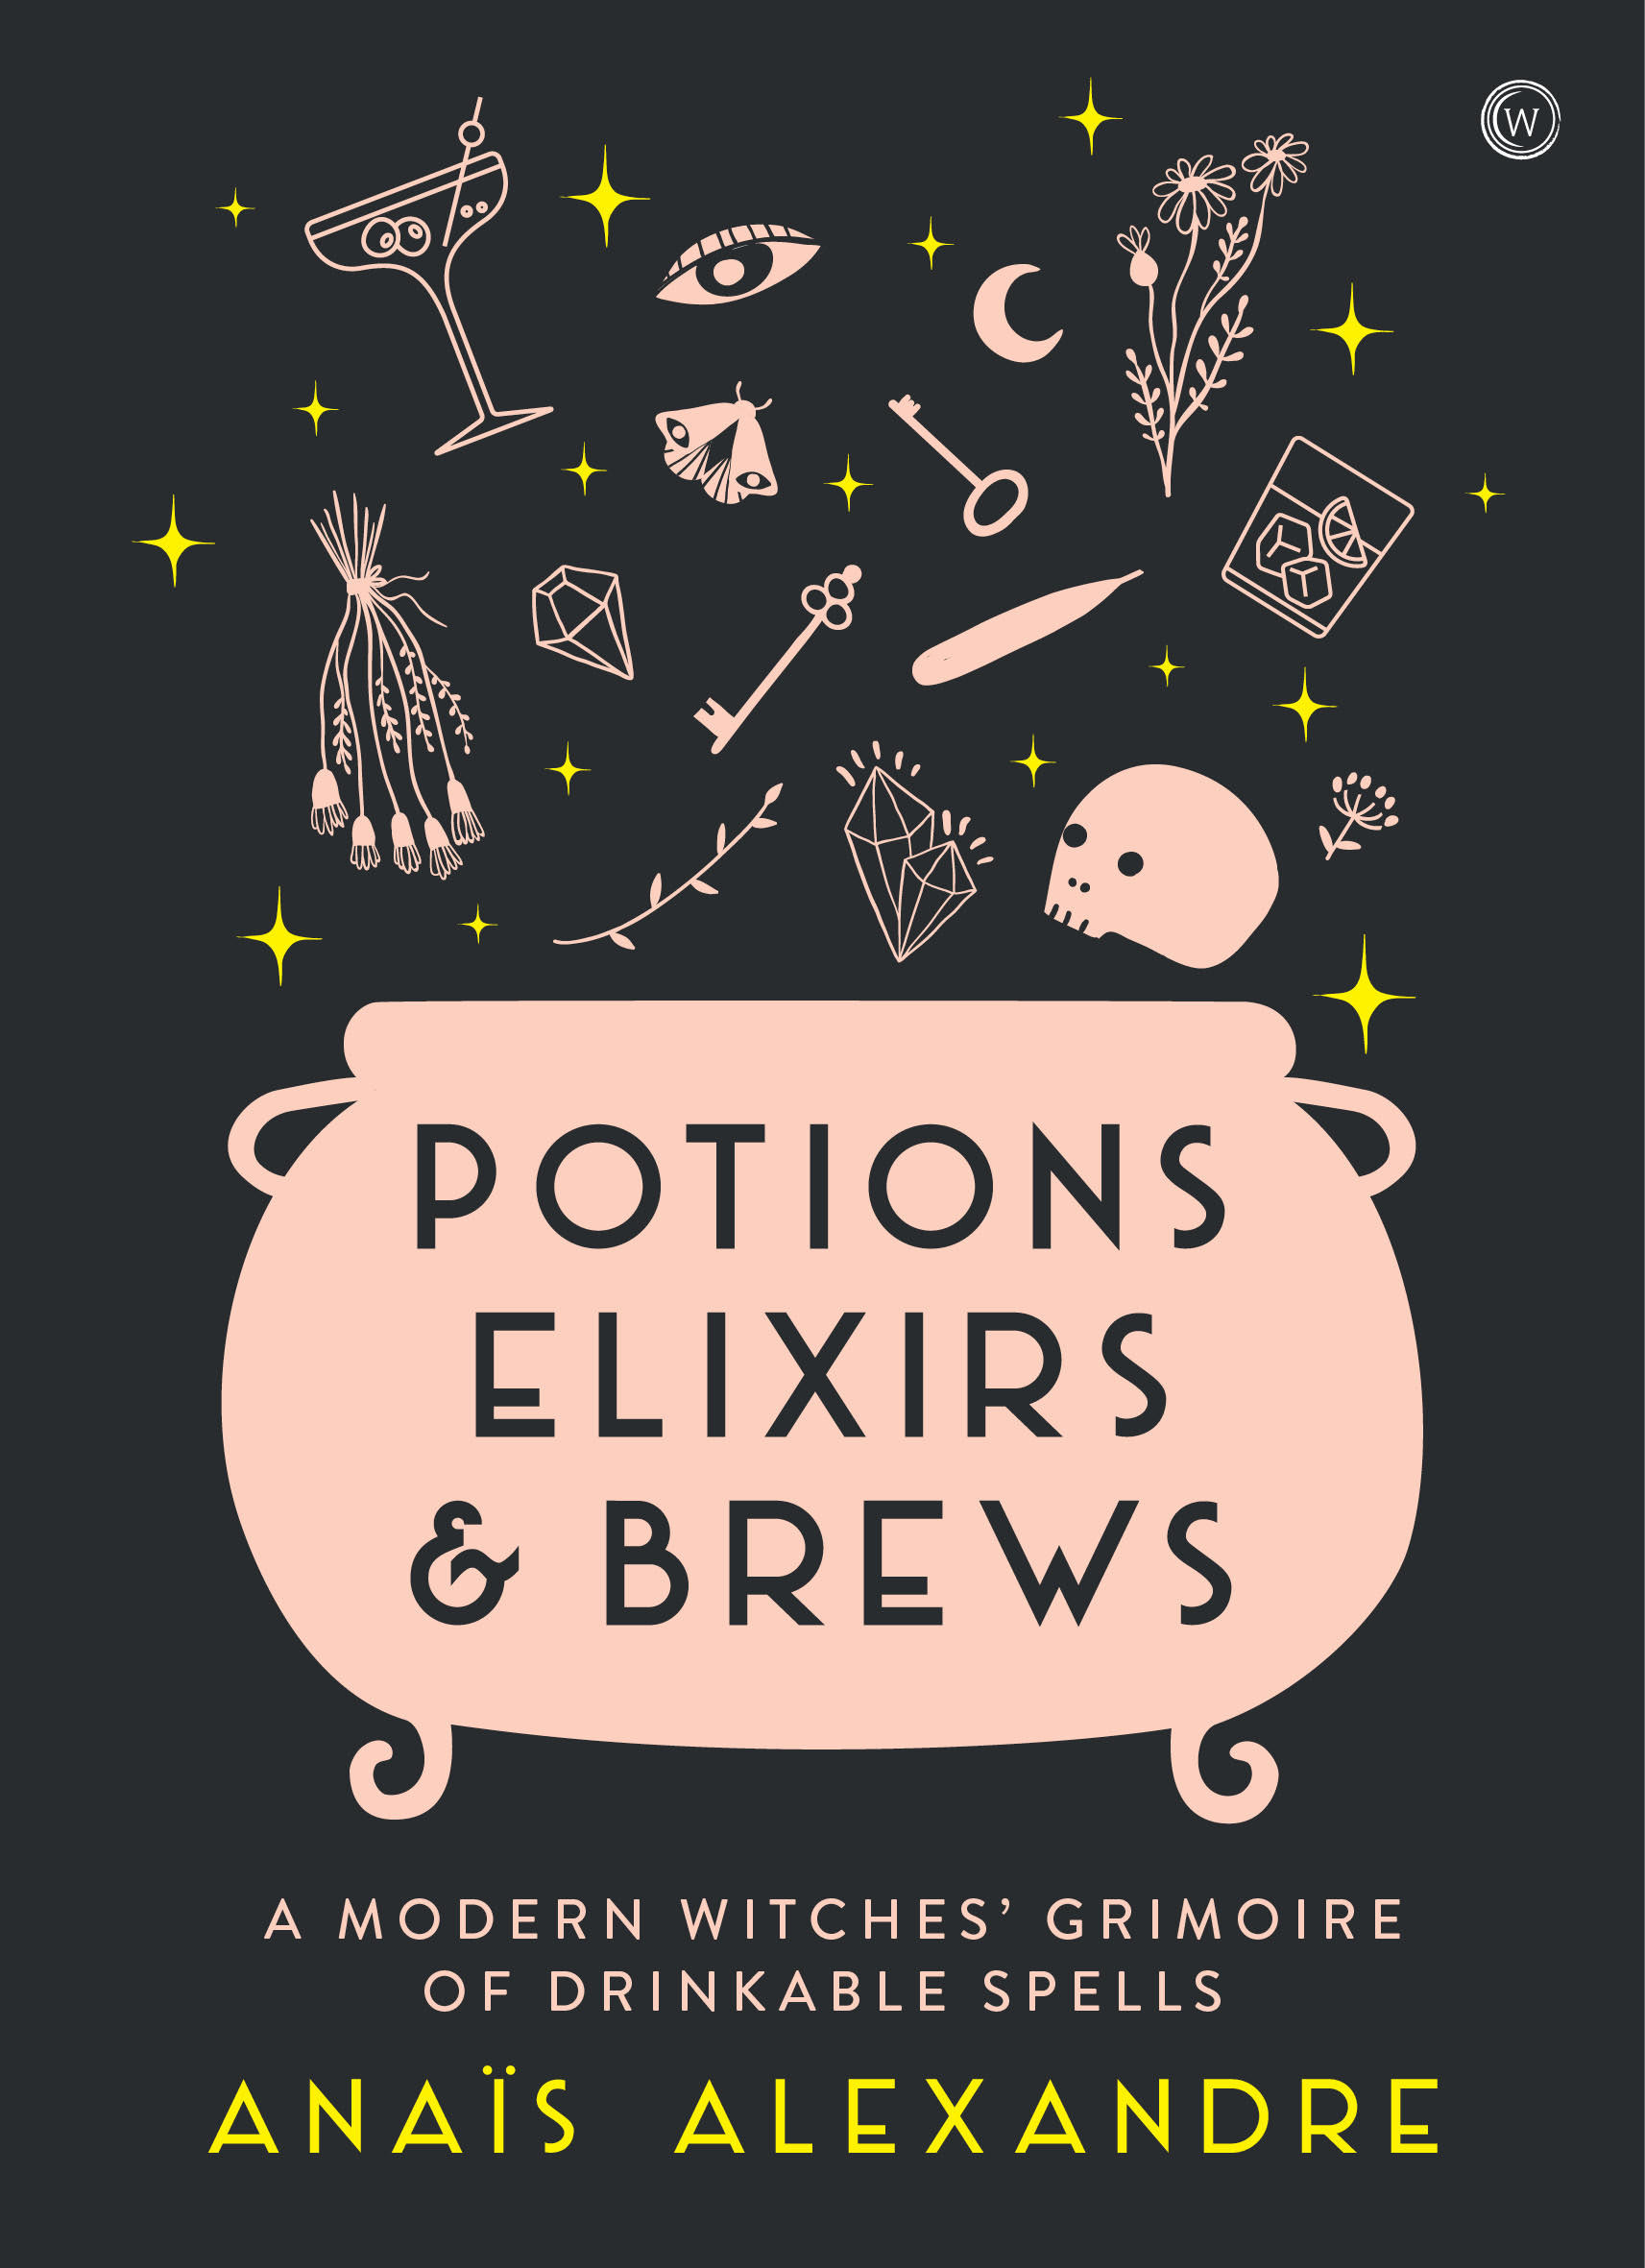 W
POTIONS
ELIXIRS
& BREWS
A MODERN WITCHES’ GRIMOIRE
OF DRINKABLE SPELLS
ANAÏS ALEXANDRE